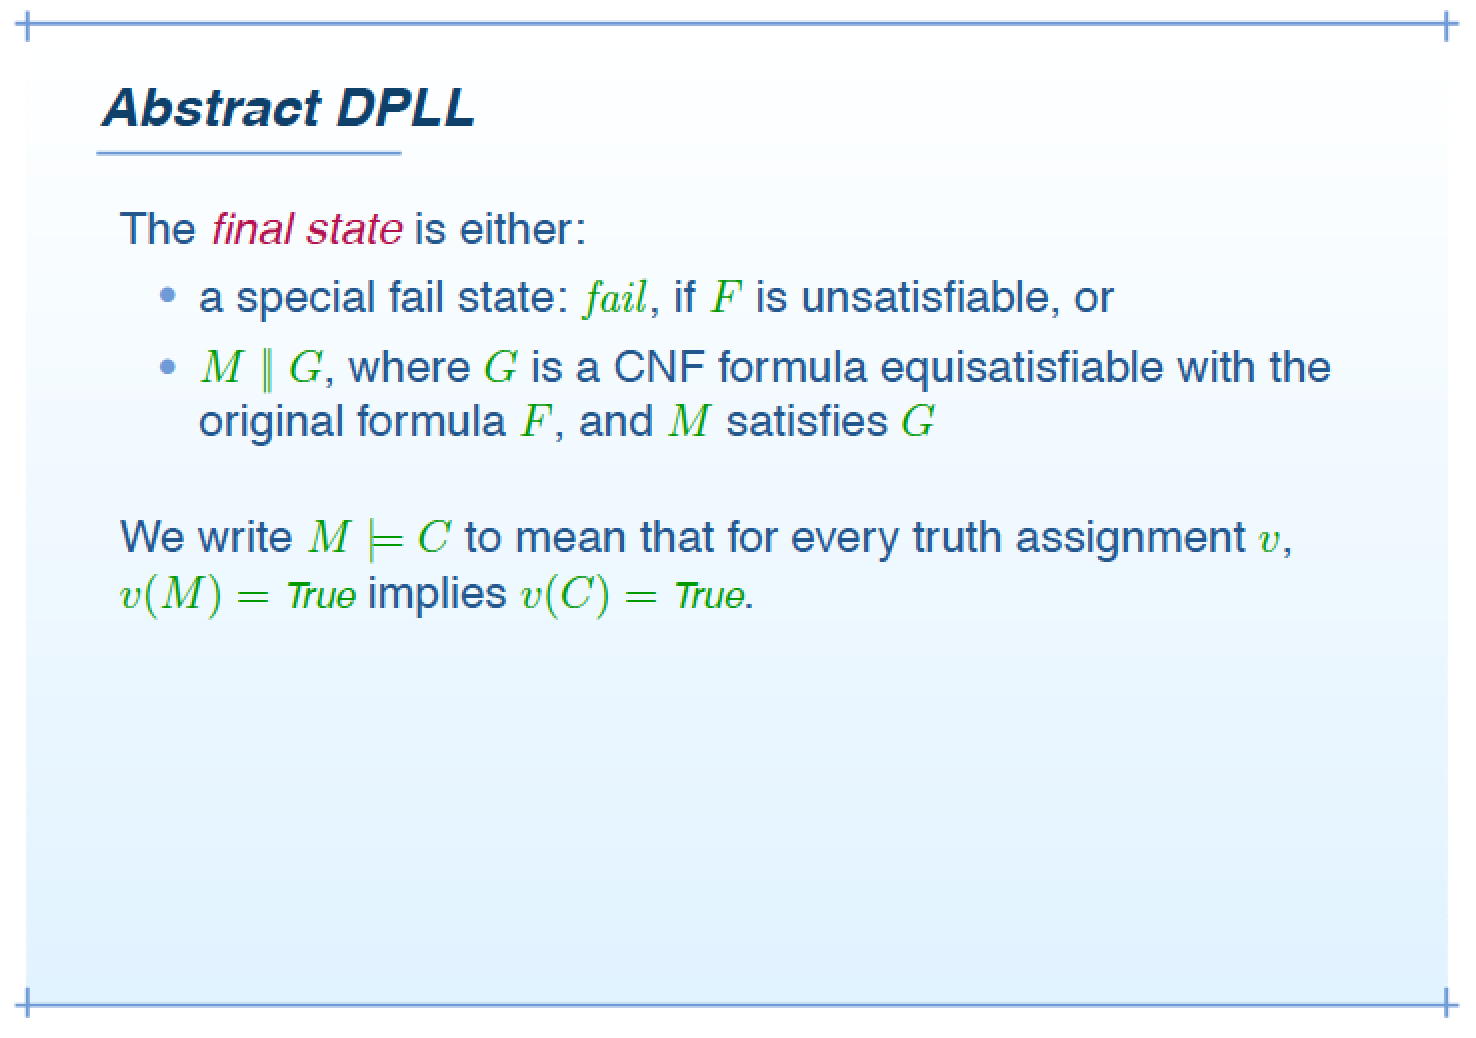 Abstract DPLL
The final state is either:
• a special fail state: fail, if F is unsatisfiable, or
• M ∥ G, where G is a CNF formula equisatisfiable with the
original formula F, and M satisfies G
We write M ⊨ C to mean that for every truth assignment v,
v(M) = True implies v(C) = True.